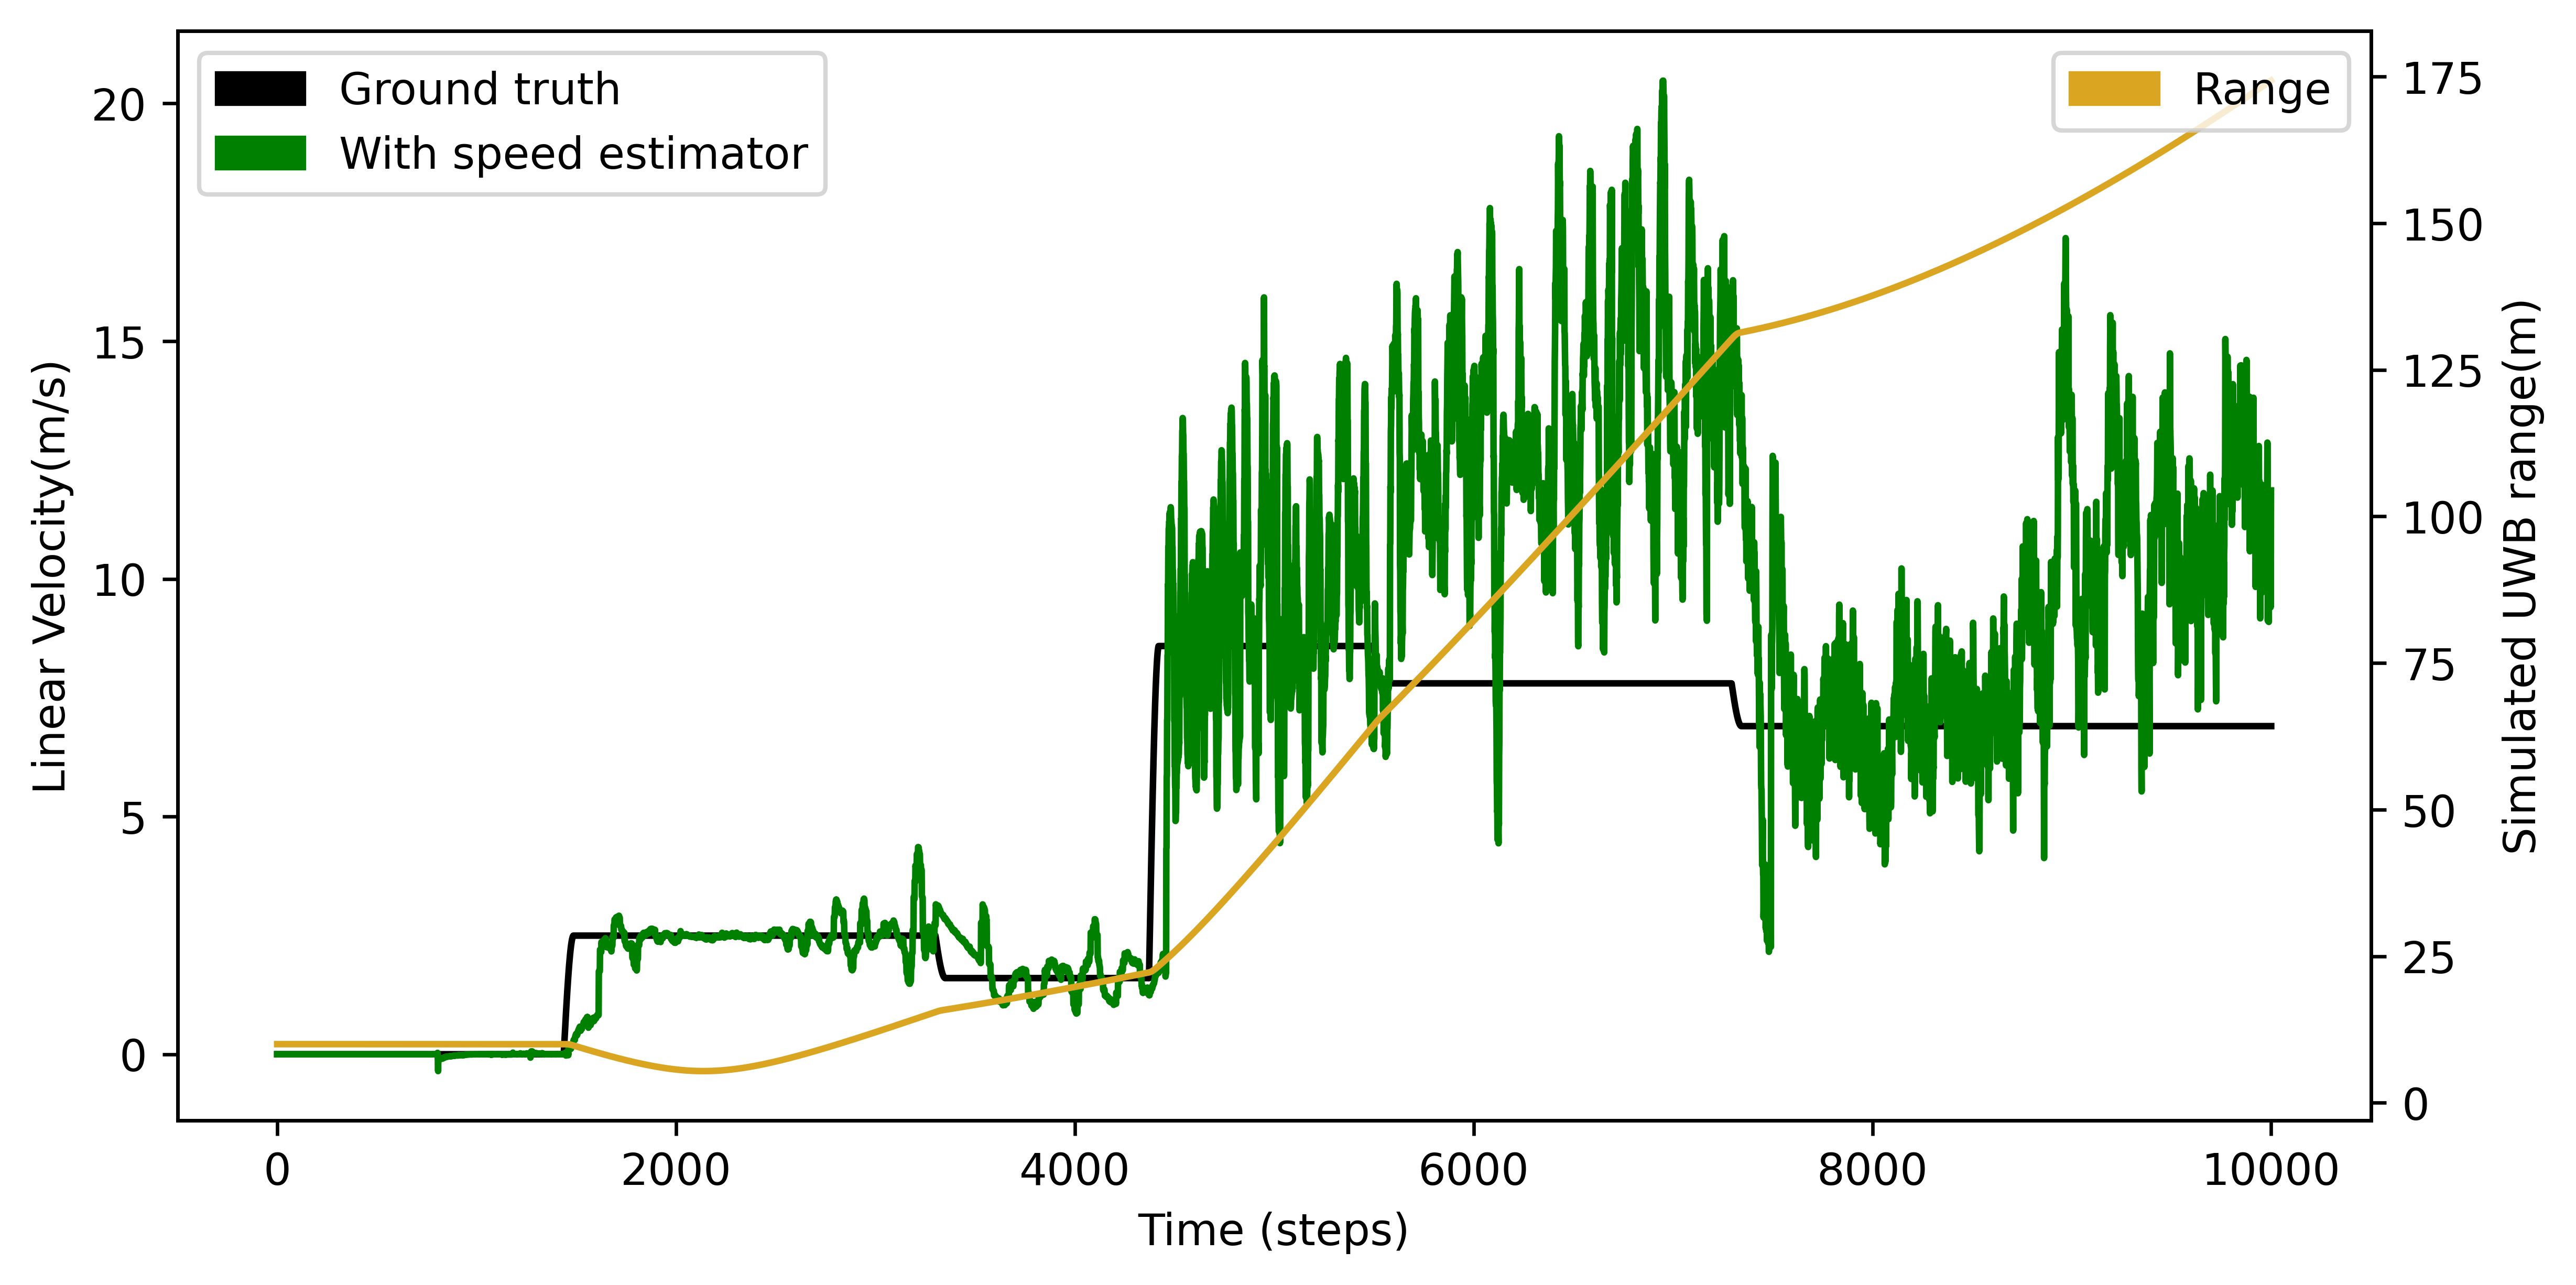 Ground truth
With speed estimator
Range
20
15
10
5
0
Linear Velocity(m/s)
175
150
125
100
75
50
25
0
Simulated UWB range(m)
0 2000 4000 6000 8000 10000
Time (steps)